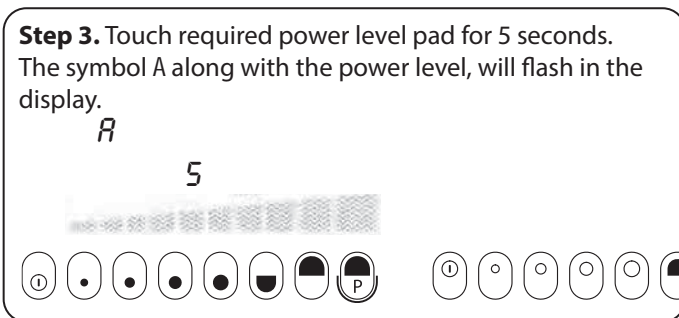 Step 3. Touch required power level pad for 5 seconds.
The symbol A along with the power level, will flash in the
display.
A
5
P